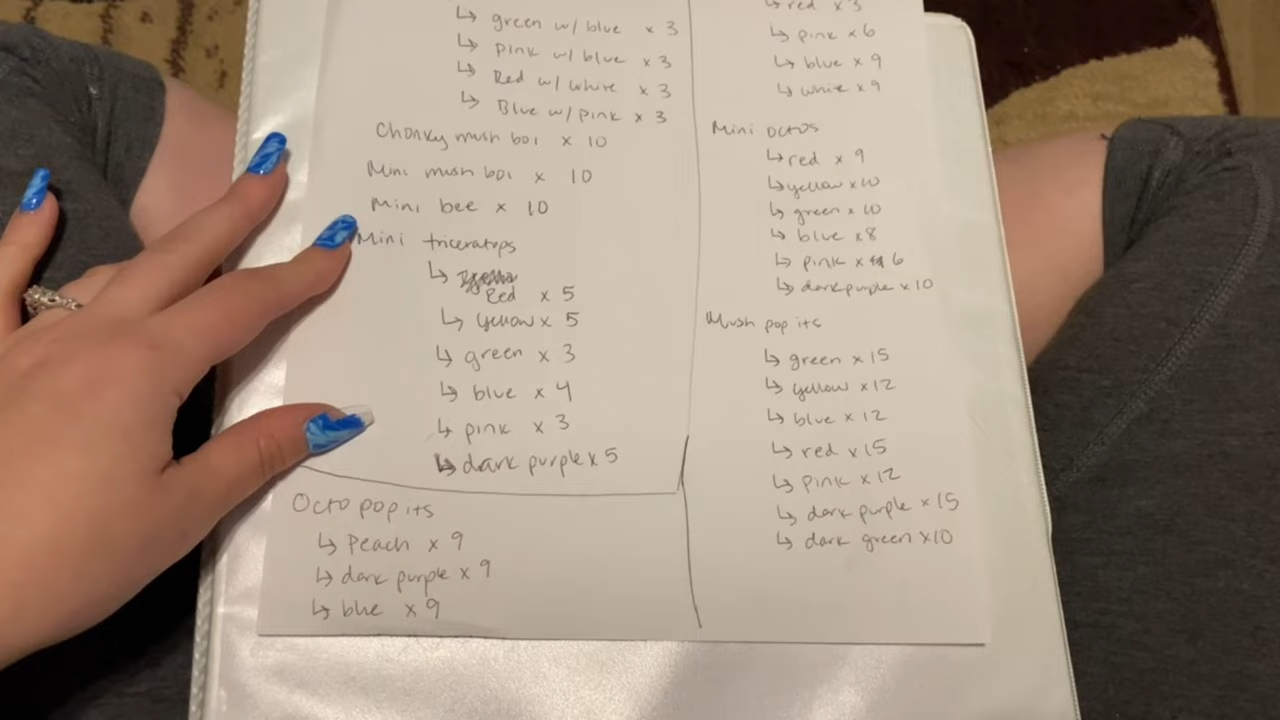 ↳ green w/ blue x 3
↳ pink w/ blue x 3
↳ Red w/ white x 3
↳ Blue w/ pink x 3
Chonky mush boi x 10
Mini mush boi x 10
Mini bee x 10
Mini triceratops
↳ Red x 5
↳ yellow x 5
↳ green x 3
↳ blue x 4
↳ pink x 3
↳ dark purple x 5
Octo pop its
↳ Peach x 9
↳ dark purple x 9
↳ blue x 9
↳ red x 3
↳ pink x 6
↳ blue x 9
↳ white x 9
Mini octos
↳ red x 9
↳ yellow x 10
↳ green x 10
↳ blue x 8
↳ pink x 6
↳ dark purple x 10
Mush pop its
↳ green x 15
↳ yellow x 12
↳ blue x 12
↳ red x 15
↳ pink x 12
↳ dark purple x 15
↳ dark green x 10